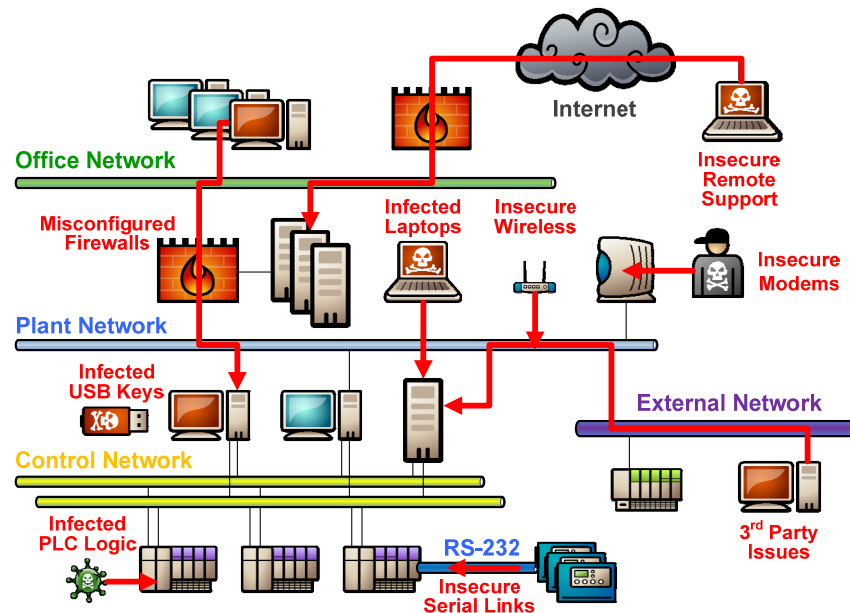 Internet
Office Network
Insecure
Remote
Support
Misconfigured
Firewalls
Infected
Laptops
Insecure
Wireless
Insecure
Modems
Plant Network
Infected
USB Keys
External Network
Control Network
Infected
PLC Logic
RS-232
Insecure
Serial Links
3rd Party
Issues